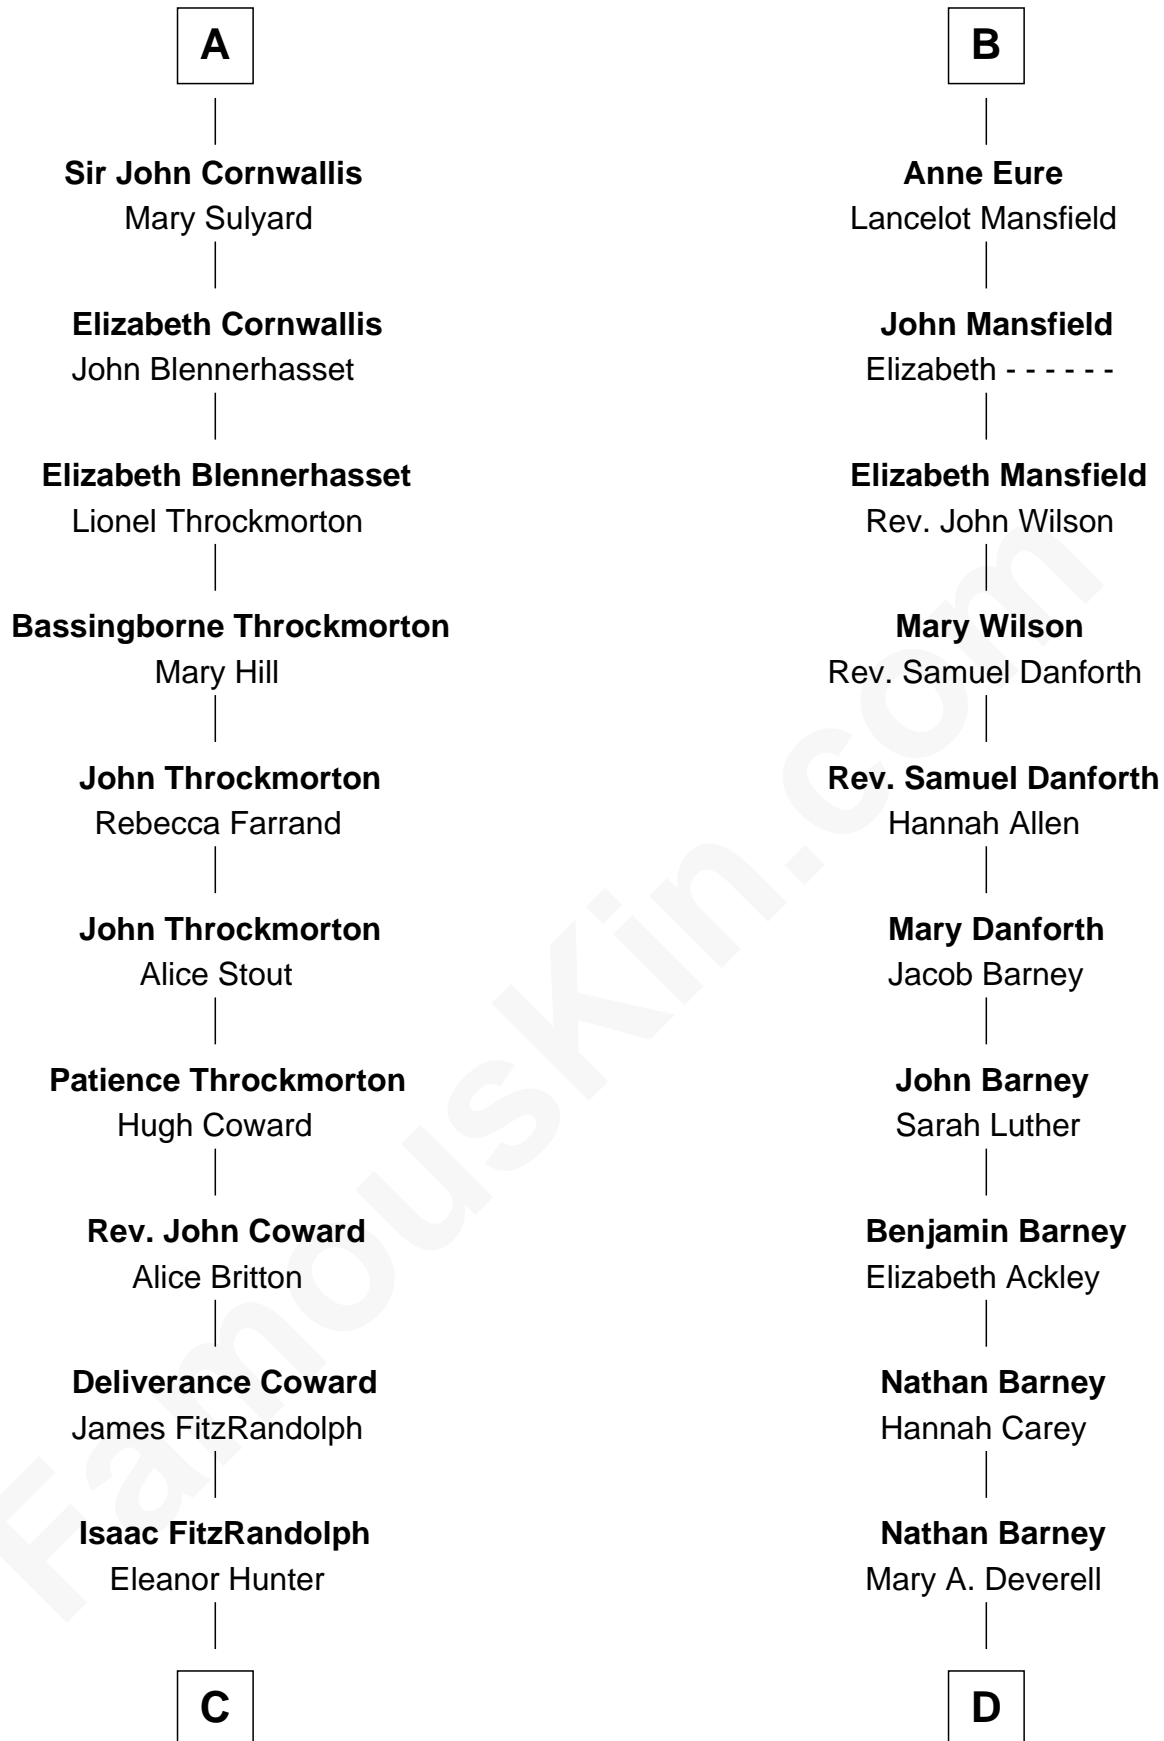 A
Sir John Cornwallis
Mary Sulyard
Elizabeth Cornwallis
John Blennerhasset
Elizabeth Blennerhasset
Lionel Throckmorton
Bassingborne Throckmorton
Mary Hill
John Throckmorton
Rebecca Farrand
John Throckmorton
Alice Stout
Patience Throckmorton
Hugh Coward
Rev. John Coward
Alice Britton
Deliverance Coward
James FitzRandolph
Isaac FitzRandolph
Eleanor Hunter
C
B
Anne Eure
Lancelot Mansfield
John Mansfield
Elizabeth - - - - - -
Elizabeth Mansfield
Rev. John Wilson
Mary Wilson
Rev. Samuel Danforth
Rev. Samuel Danforth
Hannah Allen
Mary Danforth
Jacob Barney
John Barney
Sarah Luther
Benjamin Barney
Elizabeth Ackley
Nathan Barney
Hannah Carey
Nathan Barney
Mary A. Deverell
D
FamousKin.com